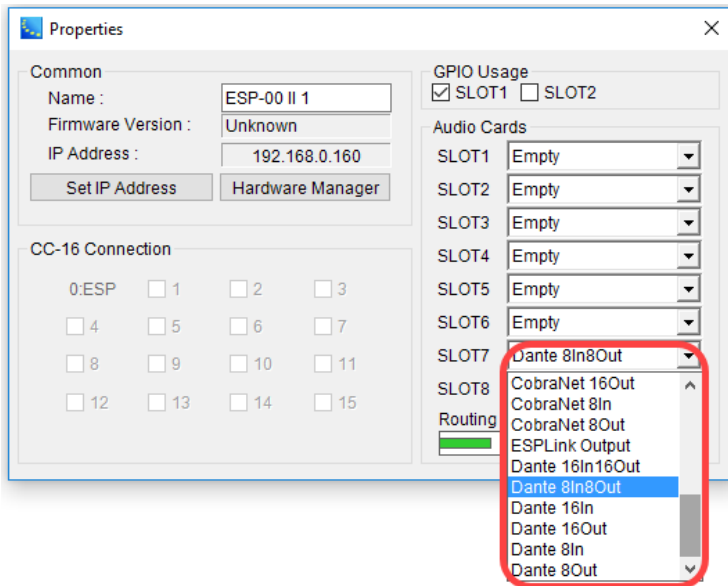 Properties
Common
Name :
ESP-00 II 1
Firmware Version :
Unknown
IP Address :
192.168.0.160
Set IP Address
Hardware Manager
CC-16 Connection
0:ESP 1 2 3
4 5 6 7
8 9 10 11
12 13 14 15
GPIO Usage
SLOT1 SLOT2
Audio Cards
SLOT1 Empty
SLOT2 Empty
SLOT3 Empty
SLOT4 Empty
SLOT5 Empty
SLOT6 Empty
SLOT7 Dante 8In8Out
SLOT8
Routing
CobraNet 16Out
CobraNet 8In
CobraNet 8Out
ESPLink Output
Dante 16In16Out
Dante 8In8Out
Dante 16In
Dante 16Out
Dante 8In
Dante 8Out